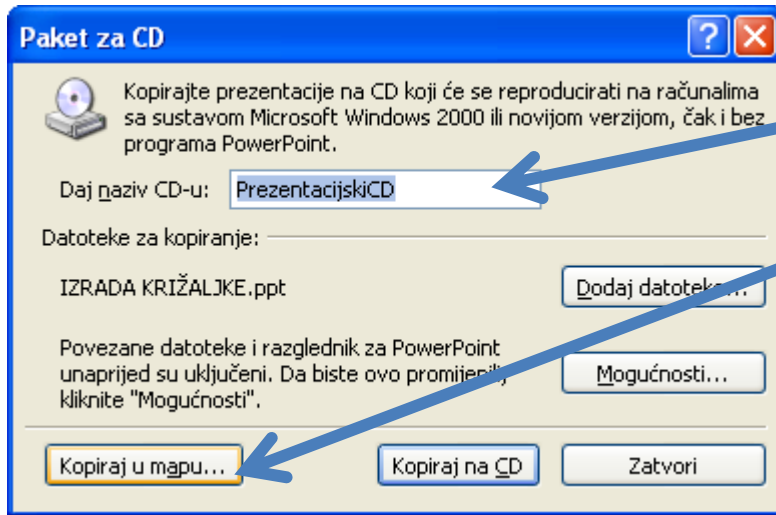 Paket za CD
Kopirajte prezentacije na CD koji će se reproducirati na računalima
sa sustavom Microsoft Windows 2000 ili novijom verzijom, čak i bez
programa PowerPoint.
Daj naziv CD-u: PrezentacijskiCD
Datoteke za kopiranje:
IZRADA KRIŽALJKE.ppt
Dodaj datoteke...
Povezane datoteke i razglednik za PowerPoint
unaprijed su uključeni. Da biste ovo promijenili,
kliknite "Mogućnosti".
Mogućnosti...
Kopiraj u mapu... Kopiraj na CD Zatvori